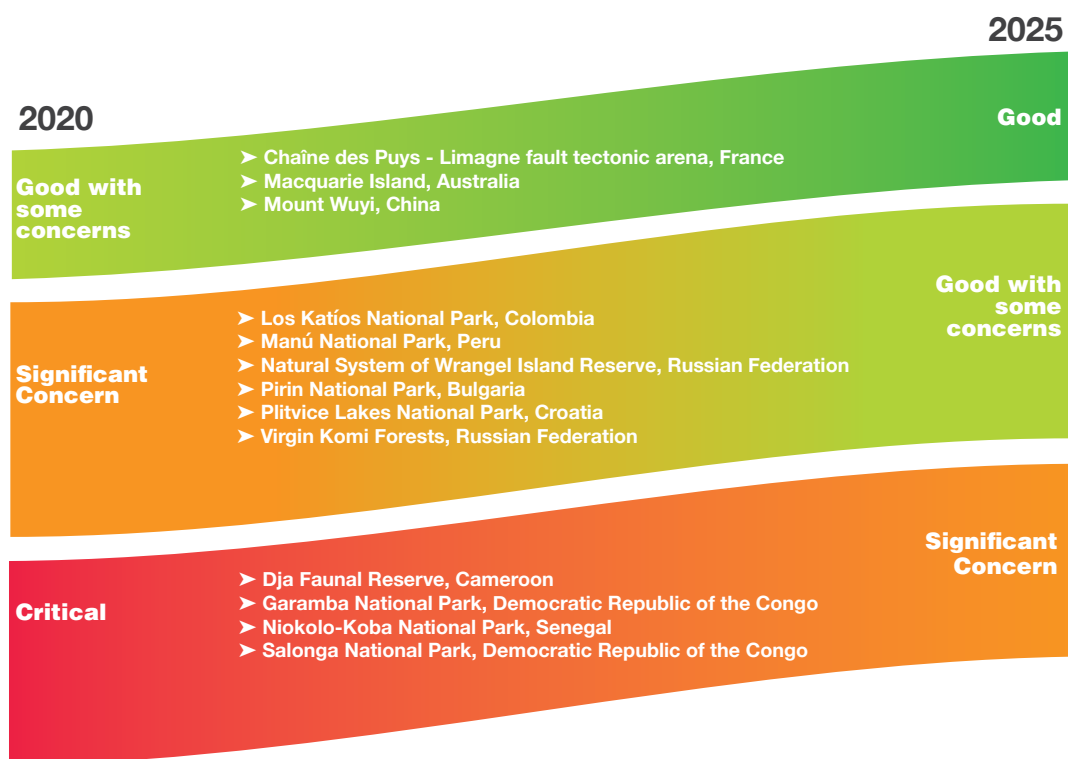 2025
2020
Good
Good with
some
concerns
➤ Chaîne des Puys - Limagne fault tectonic arena, France
➤ Macquarie Island, Australia
➤ Mount Wuyi, China
Good with
some
concerns
Significant
Concern
➤ Los Katíos National Park, Colombia
➤ Manú National Park, Peru
➤ Natural System of Wrangel Island Reserve, Russian Federation
➤ Pirin National Park, Bulgaria
➤ Plitvice Lakes National Park, Croatia
➤ Virgin Komi Forests, Russian Federation
Significant
Concern
Critical
➤ Dja Faunal Reserve, Cameroon
➤ Garamba National Park, Democratic Republic of the Congo
➤ Niokolo-Koba National Park, Senegal
➤ Salonga National Park, Democratic Republic of the Congo